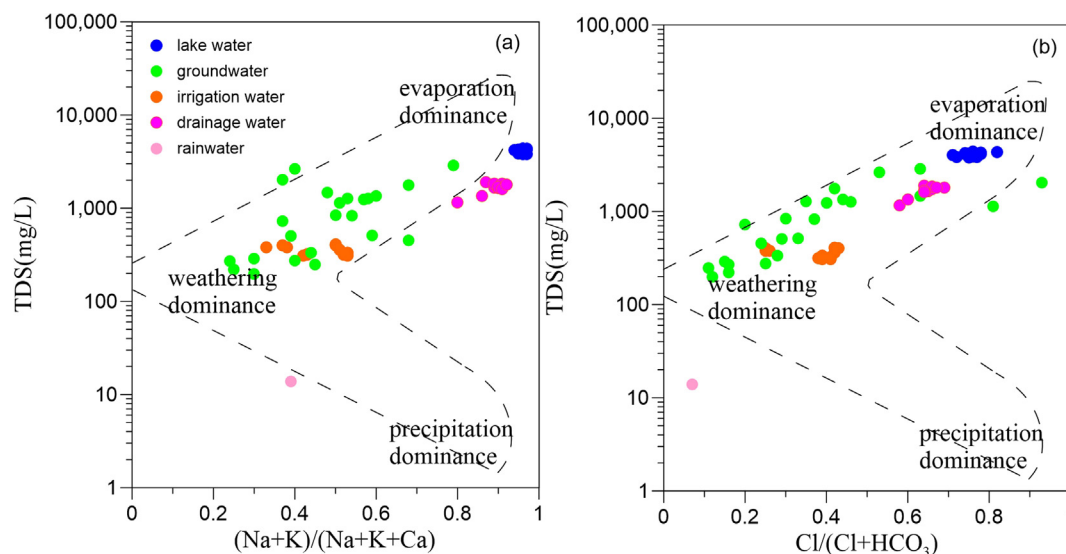 100,000
10,000
1,000
100
10
1
TDS(mg/L)
(a)
lake water
groundwater
irrigation water
drainage water
rainwater
evaporation
dominance
weathering
dominance
precipitation
dominance
0
0.2
0.4
0.6
0.8
1
(Na+K)/(Na+K+Ca)
100,000
10,000
1,000
100
10
1
TDS(mg/L)
(b)
evaporation
dominance
weathering
dominance
precipitation
dominance
0
0.2
0.4
0.6
0.8
Cl/(Cl+HCO₃)